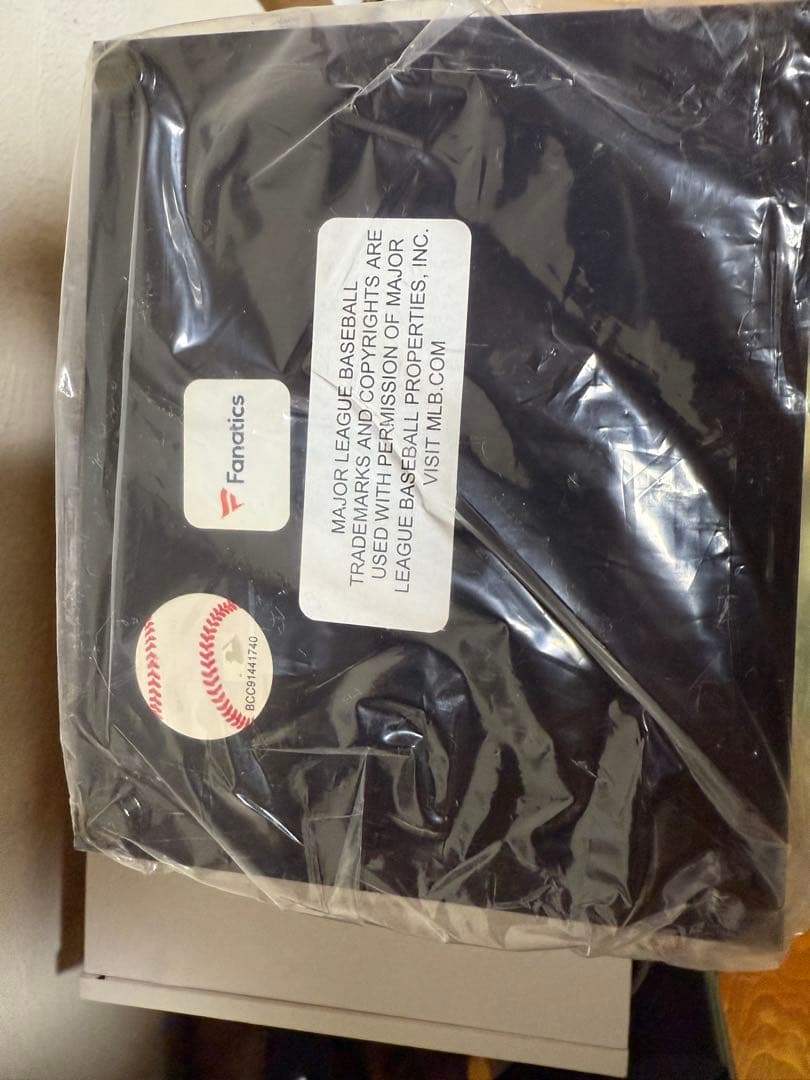 Fanatics
MAJOR LEAGUE BASEBALL
TRADEMARKS AND COPYRIGHTS ARE
USED WITH PERMISSION OF MAJOR
LEAGUE BASEBALL PROPERTIES, INC.
VISIT MLB.COM
BCC91441740